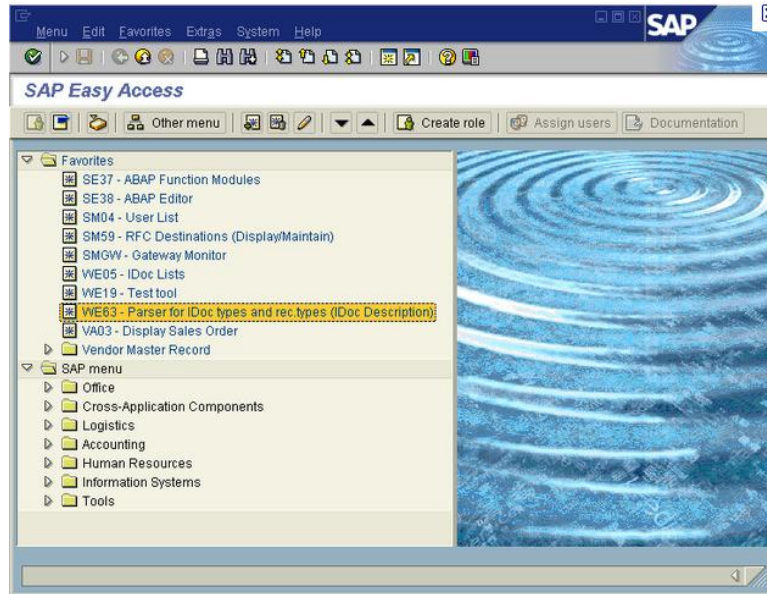 Menu Edit Favorites Extras System Help
SAP
SAP Easy Access
Other menu Create role Assign users Documentation
Favorites
SE37 - ABAP Function Modules
SE38 - ABAP Editor
SM04 - User List
SM59 - RFC Destinations (Display/Maintain)
SMGW - Gateway Monitor
WE05 - IDoc Lists
WE19 - Test tool
WE63 - Parser for IDoc types and rec.types (IDoc Description)
VA03 - Display Sales Order
Vendor Master Record
SAP menu
Office
Cross-Application Components
Logistics
Accounting
Human Resources
Information Systems
Tools